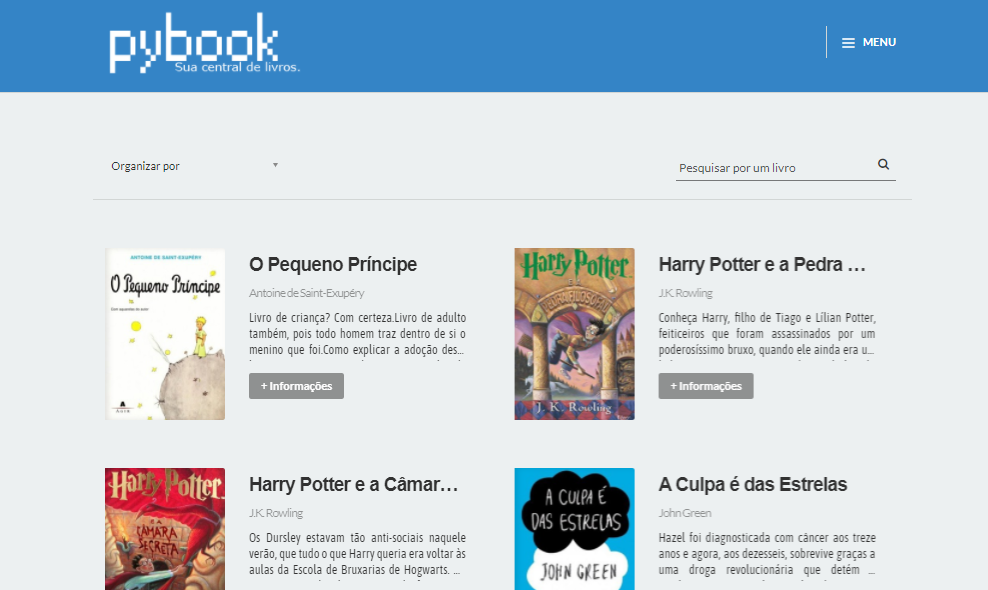 pybook
Sua central de livros.
MENU
Organizar por
Pesquisar por um livro
ANTOINE DE SAINT-EXUPÉRY
O Pequeno Príncipe
Com aquarelas do autor
O Pequeno Príncipe
Antoine de Saint-Exupéry
Livro de criança? Com certeza.Livro de adulto
também, pois todo homem traz dentro de si o
menino que foi.Como explicar a adoção des...
+ Informações
Harry Potter
PEDRA FILOSOFAL
J. K. Rowling
Harry Potter e a Pedra ...
J.K. Rowling
Conheça Harry, filho de Tiago e Lílian Potter,
feiticeiros que foram assassinados por um
poderosíssimo bruxo, quando ele ainda era u...
+ Informações
Harry Potter
E A
CÂMARA
SECRETA
Harry Potter e a Câmar...
J.K. Rowling
Os Dursley estavam tão anti-sociais naquele
verão, que tudo o que Harry queria era voltar às
aulas da Escola de Bruxarias de Hogwarts. ...
A CULPA É
DAS ESTRELAS
JOHN GREEN
A Culpa é das Estrelas
John Green
Hazel foi diagnosticada com câncer aos treze
anos e agora, aos dezesseis, sobrevive graças a
uma droga revolucionária que detém ...